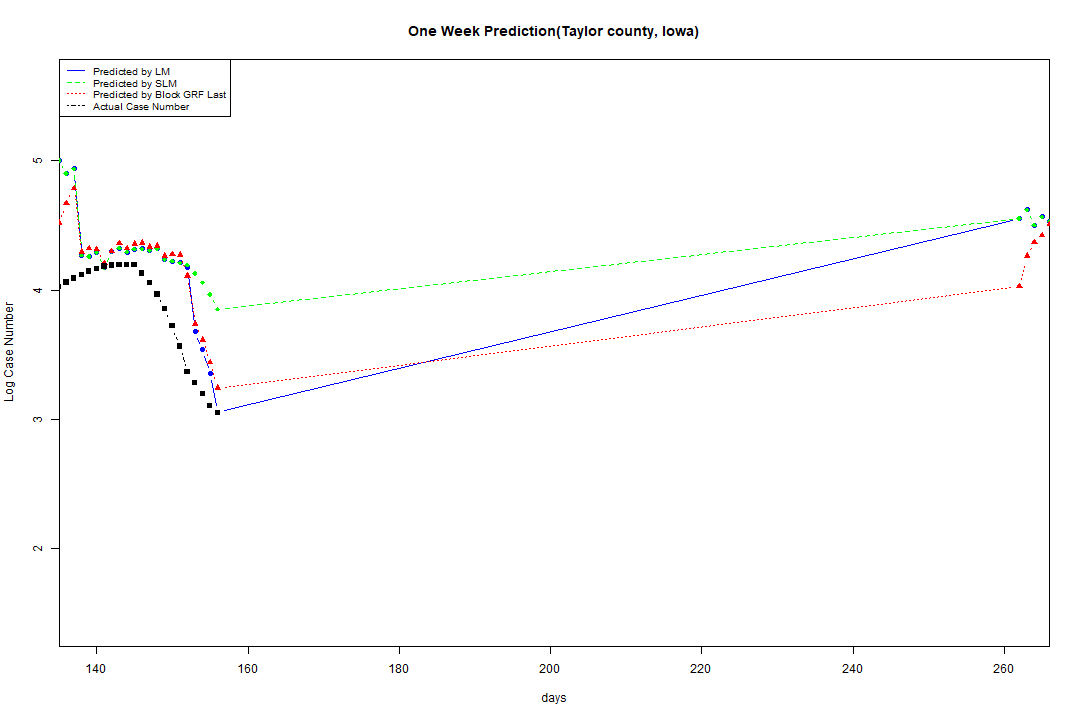 One Week Prediction(Taylor county, Iowa)
Predicted by LM
Predicted by SLM
Predicted by Block GRF Last
Actual Case Number
5
4
3
2
Log Case Number
140 160 180 200 220 240 260
days